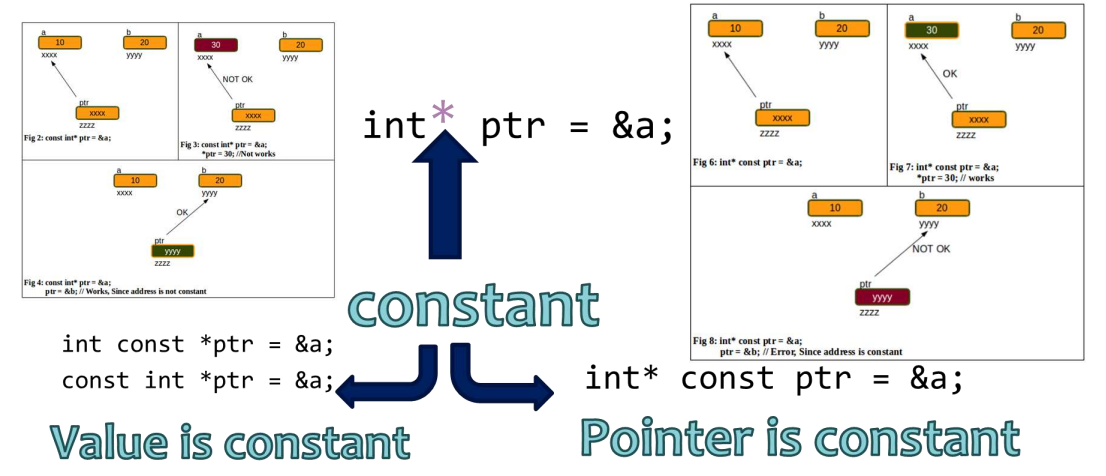 a
10
xxxx
b
20
yyyy
ptr
xxxx
zzzz
Fig 2: const int* ptr = &a;
a
30
xxxx
b
20
yyyy
NOT OK
ptr
xxxx
zzzz
Fig 3: const int* ptr = &a;
*ptr = 30; //Not works
a
10
xxxx
b
20
yyyy
OK
ptr
yyyy
zzzz
Fig 4: const int* ptr = &a;
ptr = &b; // Works, Since address is not constant
int* ptr = &a;
a
10
xxxx
b
20
yyyy
ptr
xxxx
zzzz
Fig 6: int* const ptr = &a;
a
30
xxxx
b
20
yyyy
OK
ptr
xxxx
zzzz
Fig 7: int* const ptr = &a;
*ptr = 30; // works
a
10
xxxx
b
20
yyyy
NOT OK
ptr
yyyy
zzzz
Fig 8: int* const ptr = &a;
ptr = &b; // Error, Since address is constant
constant
int const *ptr = &a;
const int *ptr = &a;
Value is constant
int* const ptr = &a;
Pointer is constant